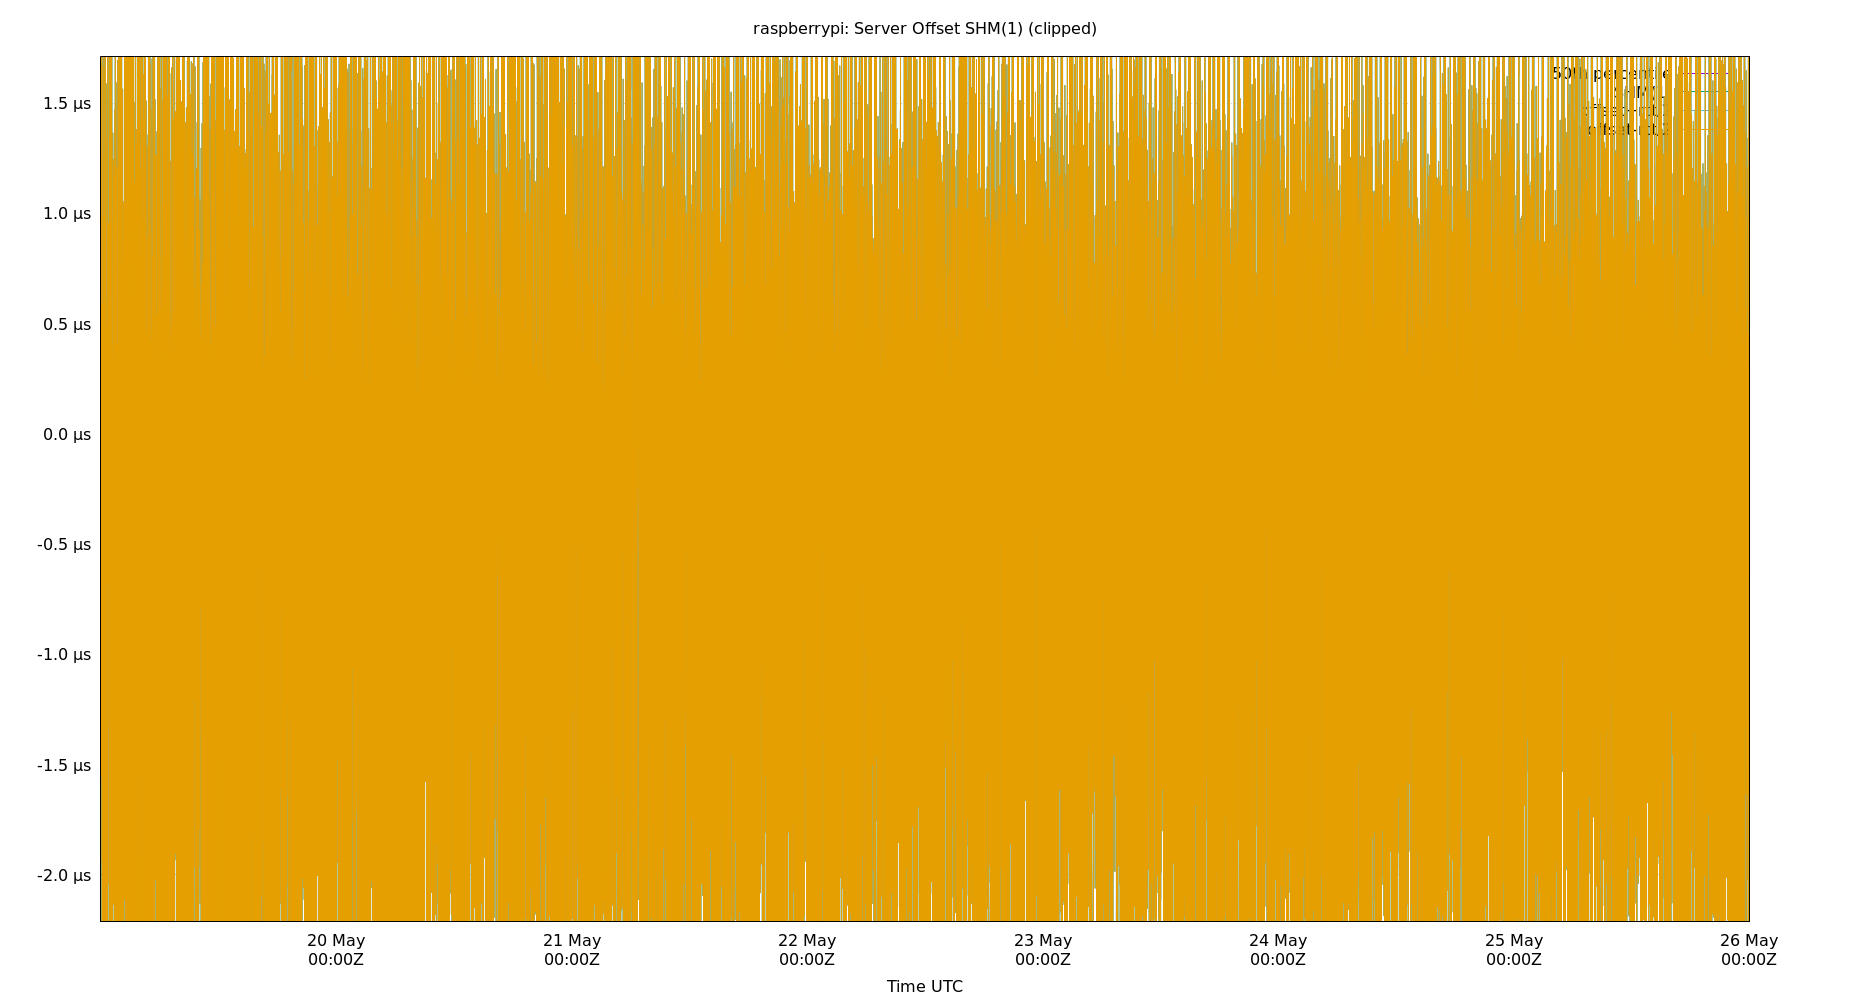 raspberrypi: Server Offset SHM(1) (clipped)
50th percentile
1.5 µs
1.0 µs
0.5 µs
0.0 µs
-0.5 µs
-1.0 µs
-1.5 µs
-2.0 µs
20 May 21 May 22 May 23 May 24 May 25 May 26 May
00:00Z 00:00Z 00:00Z 00:00Z 00:00Z 00:00Z 00:00Z
Time UTC